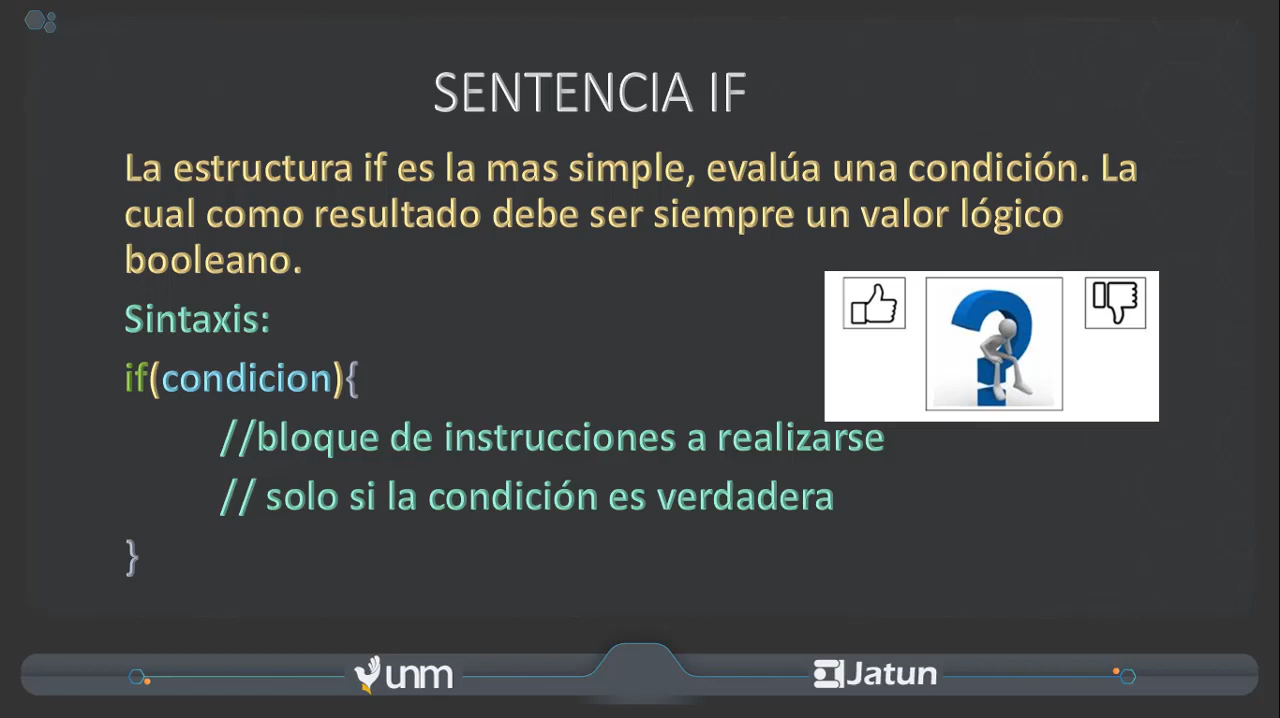 SENTENCIA IF
La estructura if es la mas simple, evalúa una condición. La
cual como resultado debe ser siempre un valor lógico
booleano.
Sintaxis:
if(condicion){
//bloque de instrucciones a realizarse
// solo si la condición es verdadera
}
unm
Jatun